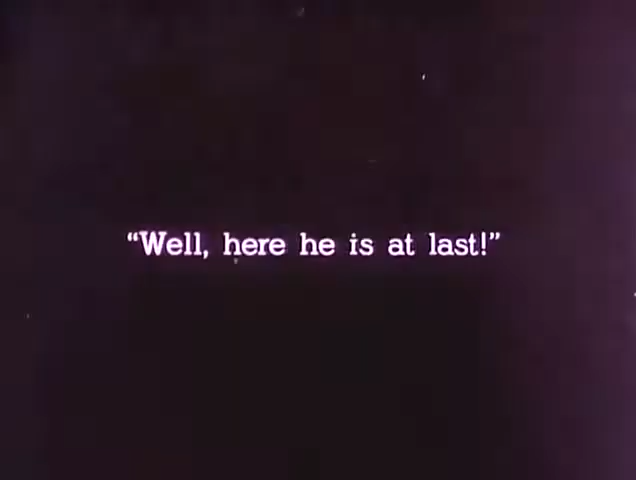 “Well, here he is at last!”